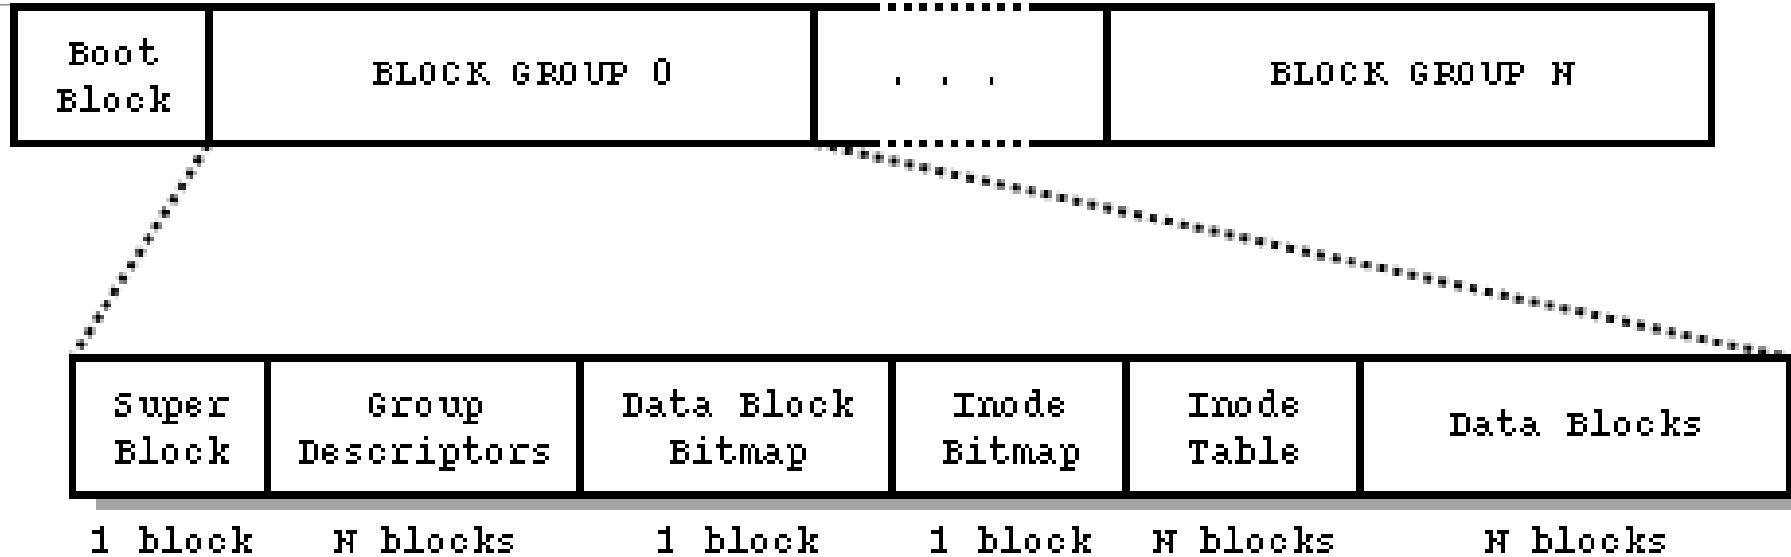 Boot
Block
BLOCK GROUP 0
. . .
BLOCK GROUP N
Super
Block
Group
Descriptors
Data Block
Bitmap
Inode
Bitmap
Inode
Table
Data Blocks
1 block
N blocks
1 block
1 block
N blocks
N blocks